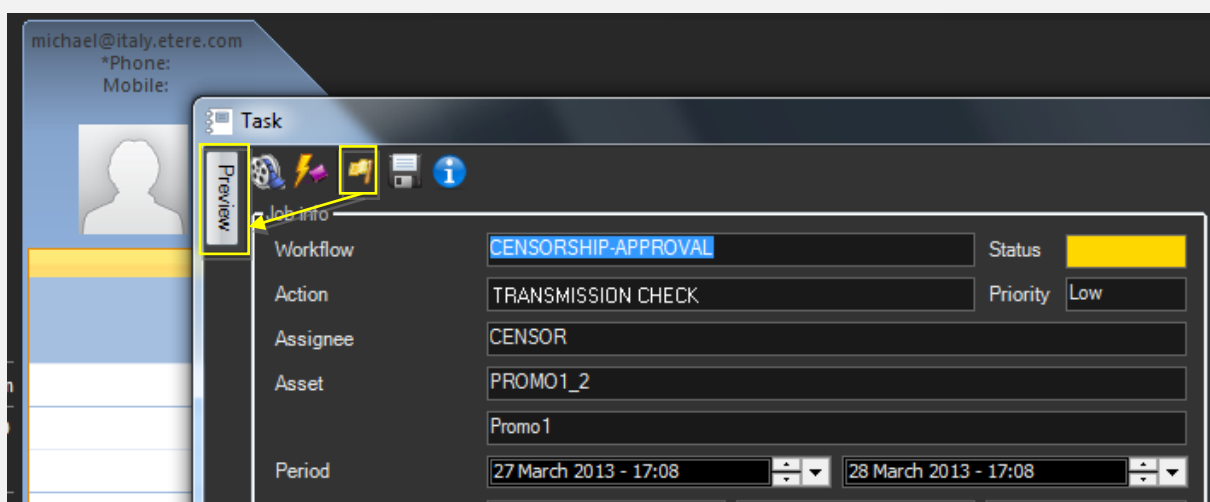 michael@italy.etere.com
*Phone:
Mobile:
Task
Preview
Job info
Workflow CENSORSHIP-APPROVAL Status
Action TRANSMISSION CHECK Priority Low
Assignee CENSOR
Asset PROMO1_2
Promo1
Period 27 March 2013 - 17:08 28 March 2013 - 17:08